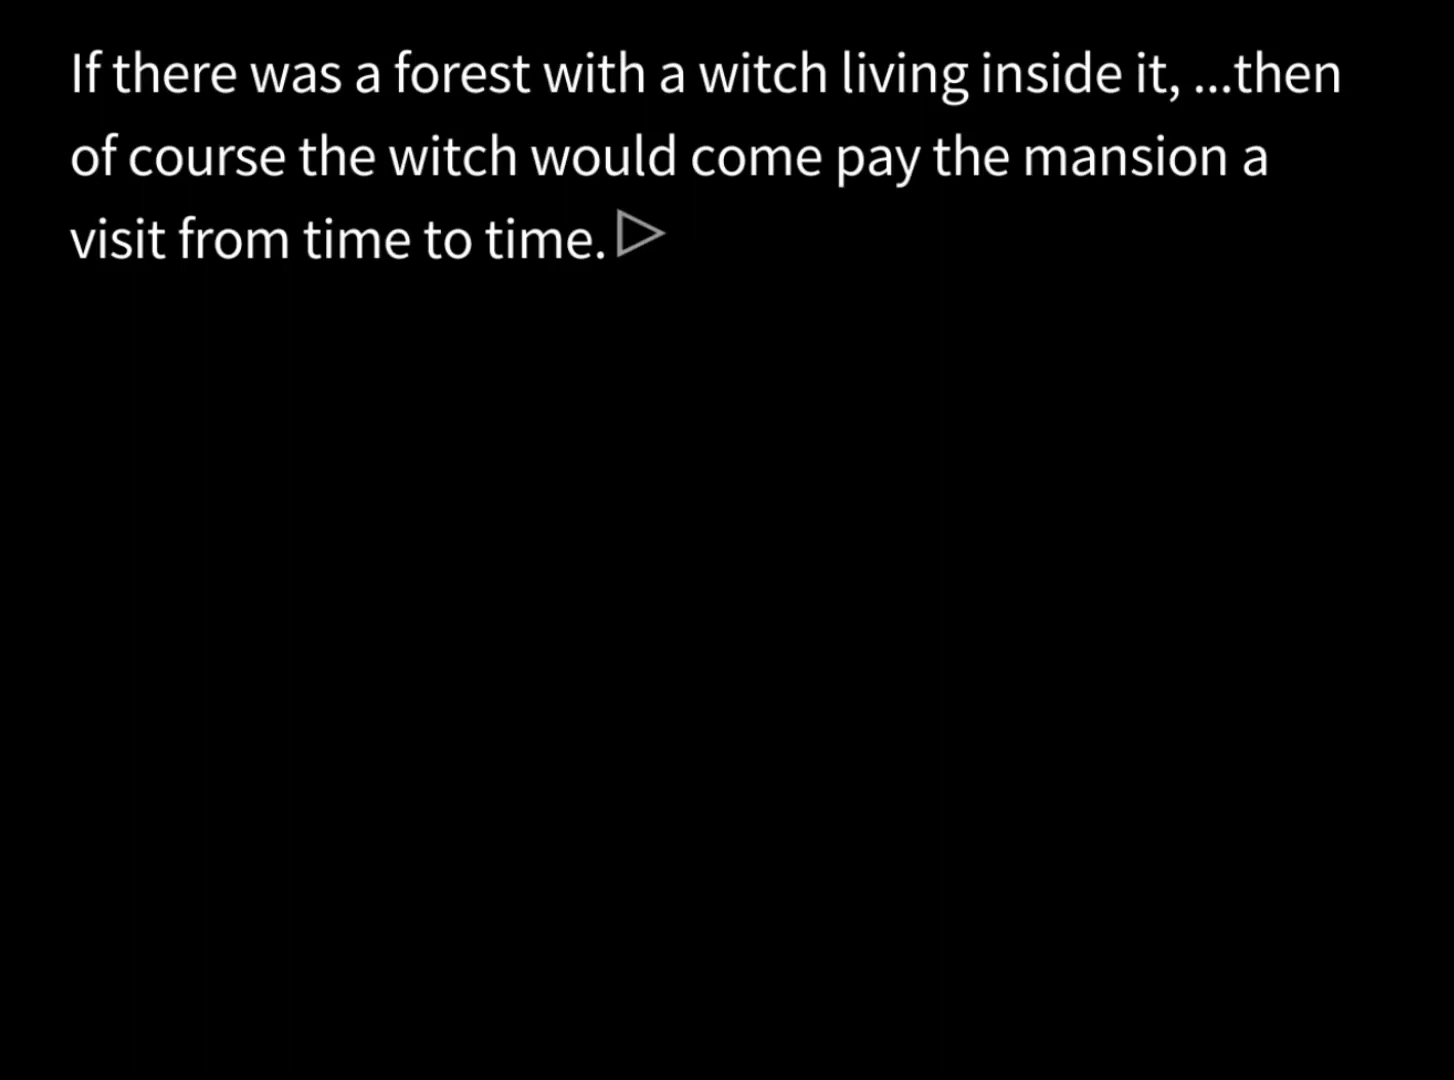 If there was a forest with a witch living inside it, ...then
of course the witch would come pay the mansion a
visit from time to time.